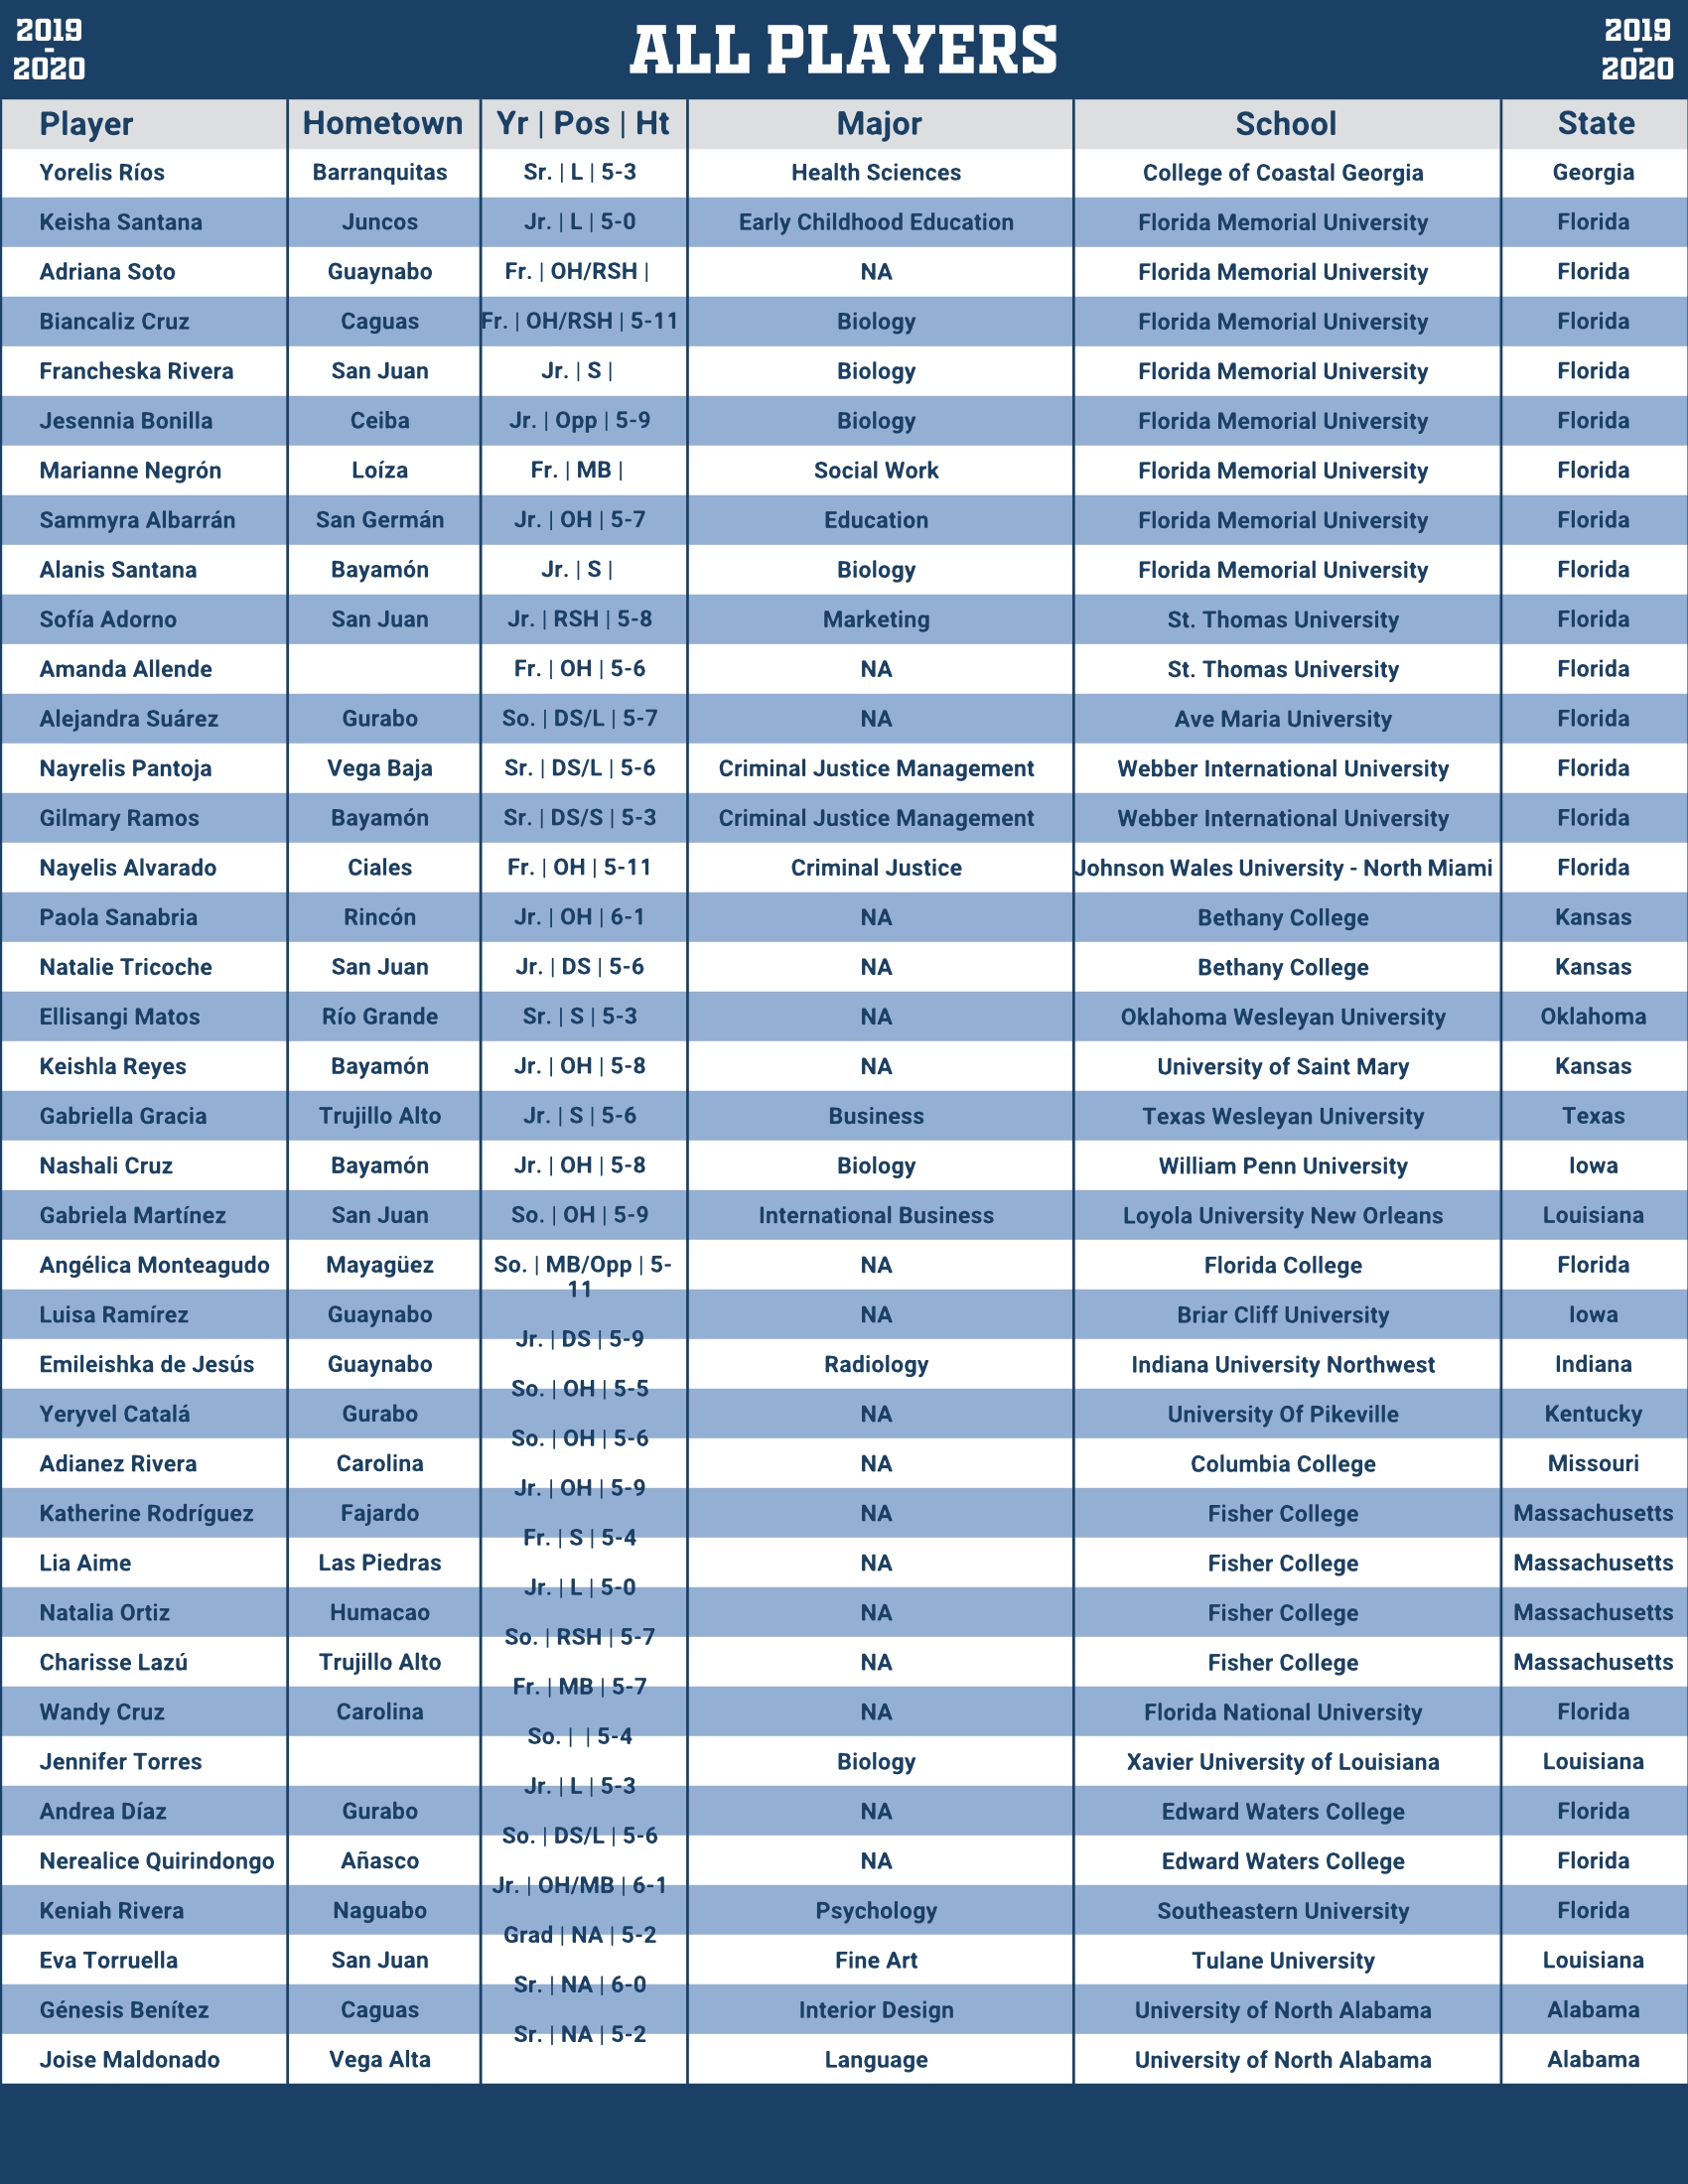 2019
-
2020
ALL PLAYERS
2019
-
2020
Player Hometown Yr | Pos | Ht Major School State
Yorelis Ríos Barranquitas Sr. | L | 5-3 Health Sciences College of Coastal Georgia Georgia
Keisha Santana Juncos Jr. | L | 5-0 Early Childhood Education Florida Memorial University Florida
Adriana Soto Guaynabo Fr. | OH/RSH | NA Florida Memorial University Florida
Biancaliz Cruz Caguas Fr. | OH/RSH | 5-11 Biology Florida Memorial University Florida
Francheska Rivera San Juan Jr. | S | Biology Florida Memorial University Florida
Jesennia Bonilla Ceiba Jr. | Opp | 5-9 Biology Florida Memorial University Florida
Marianne Negrón Loíza Fr. | MB | Social Work Florida Memorial University Florida
Sammyra Albarrán San Germán Jr. | OH | 5-7 Education Florida Memorial University Florida
Alanis Santana Bayamón Jr. | S | Biology Florida Memorial University Florida
Sofía Adorno San Juan Jr. | RSH | 5-8 Marketing St. Thomas University Florida
Amanda Allende Fr. | OH | 5-6 NA St. Thomas University Florida
Alejandra Suárez Gurabo So. | DS/L | 5-7 NA Ave Maria University Florida
Nayrelis Pantoja Vega Baja Sr. | DS/L | 5-6 Criminal Justice Management Webber International University Florida
Gilmary Ramos Bayamón Sr. | DS/S | 5-3 Criminal Justice Management Webber International University Florida
Nayelis Alvarado Ciales Fr. | OH | 5-11 Criminal Justice Johnson Wales University - North Miami Florida
Paola Sanabria Rincón Jr. | OH | 6-1 NA Bethany College Kansas
Natalie Tricoche San Juan Jr. | DS | 5-6 NA Bethany College Kansas
Ellisangi Matos Río Grande Sr. | S | 5-3 NA Oklahoma Wesleyan University Oklahoma
Keishla Reyes Bayamón Jr. | OH | 5-8 NA University of Saint Mary Kansas
Gabriella Gracia Trujillo Alto Jr. | S | 5-6 Business Texas Wesleyan University Texas
Nashali Cruz Bayamón Jr. | OH | 5-8 Biology William Penn University Iowa
Gabriela Martínez San Juan So. | OH | 5-9 International Business Loyola University New Orleans Louisiana
Angélica Monteagudo Mayagüez So. | MB/Opp | 5- NA Florida College Florida
11
Luisa Ramírez Guaynabo NA Briar Cliff University Iowa
Jr. | DS | 5-9
Emileishka de Jesús Guaynabo Radiology Indiana University Northwest Indiana
So. | OH | 5-5
Yeryvel Catalá Gurabo NA University Of Pikeville Kentucky
So. | OH | 5-6
Adianez Rivera Carolina NA Columbia College Missouri
Jr. | OH | 5-9
Katherine Rodríguez Fajardo NA Fisher College Massachusetts
Fr. | S | 5-4
Lia Aime Las Piedras NA Fisher College Massachusetts
Jr. | L | 5-0
Natalia Ortiz Humacao NA Fisher College Massachusetts
So. | RSH | 5-7
Charisse Lazú Trujillo Alto NA Fisher College Massachusetts
Fr. | MB | 5-7
Wandy Cruz Carolina NA Florida National University Florida
So. | | 5-4
Jennifer Torres Biology Xavier University of Louisiana Louisiana
Jr. | L | 5-3
Andrea Díaz Gurabo NA Edward Waters College Florida
So. | DS/L | 5-6
Nerealice Quirindongo Añasco NA Edward Waters College Florida
Jr. | OH/MB | 6-1
Keniah Rivera Naguabo Psychology Southeastern University Florida
Grad | NA | 5-2
Eva Torruella San Juan Fine Art Tulane University Louisiana
Sr. | NA | 6-0
Génesis Benítez Caguas Interior Design University of North Alabama Alabama
Sr. | NA | 5-2
Joise Maldonado Vega Alta Language University of North Alabama Alabama